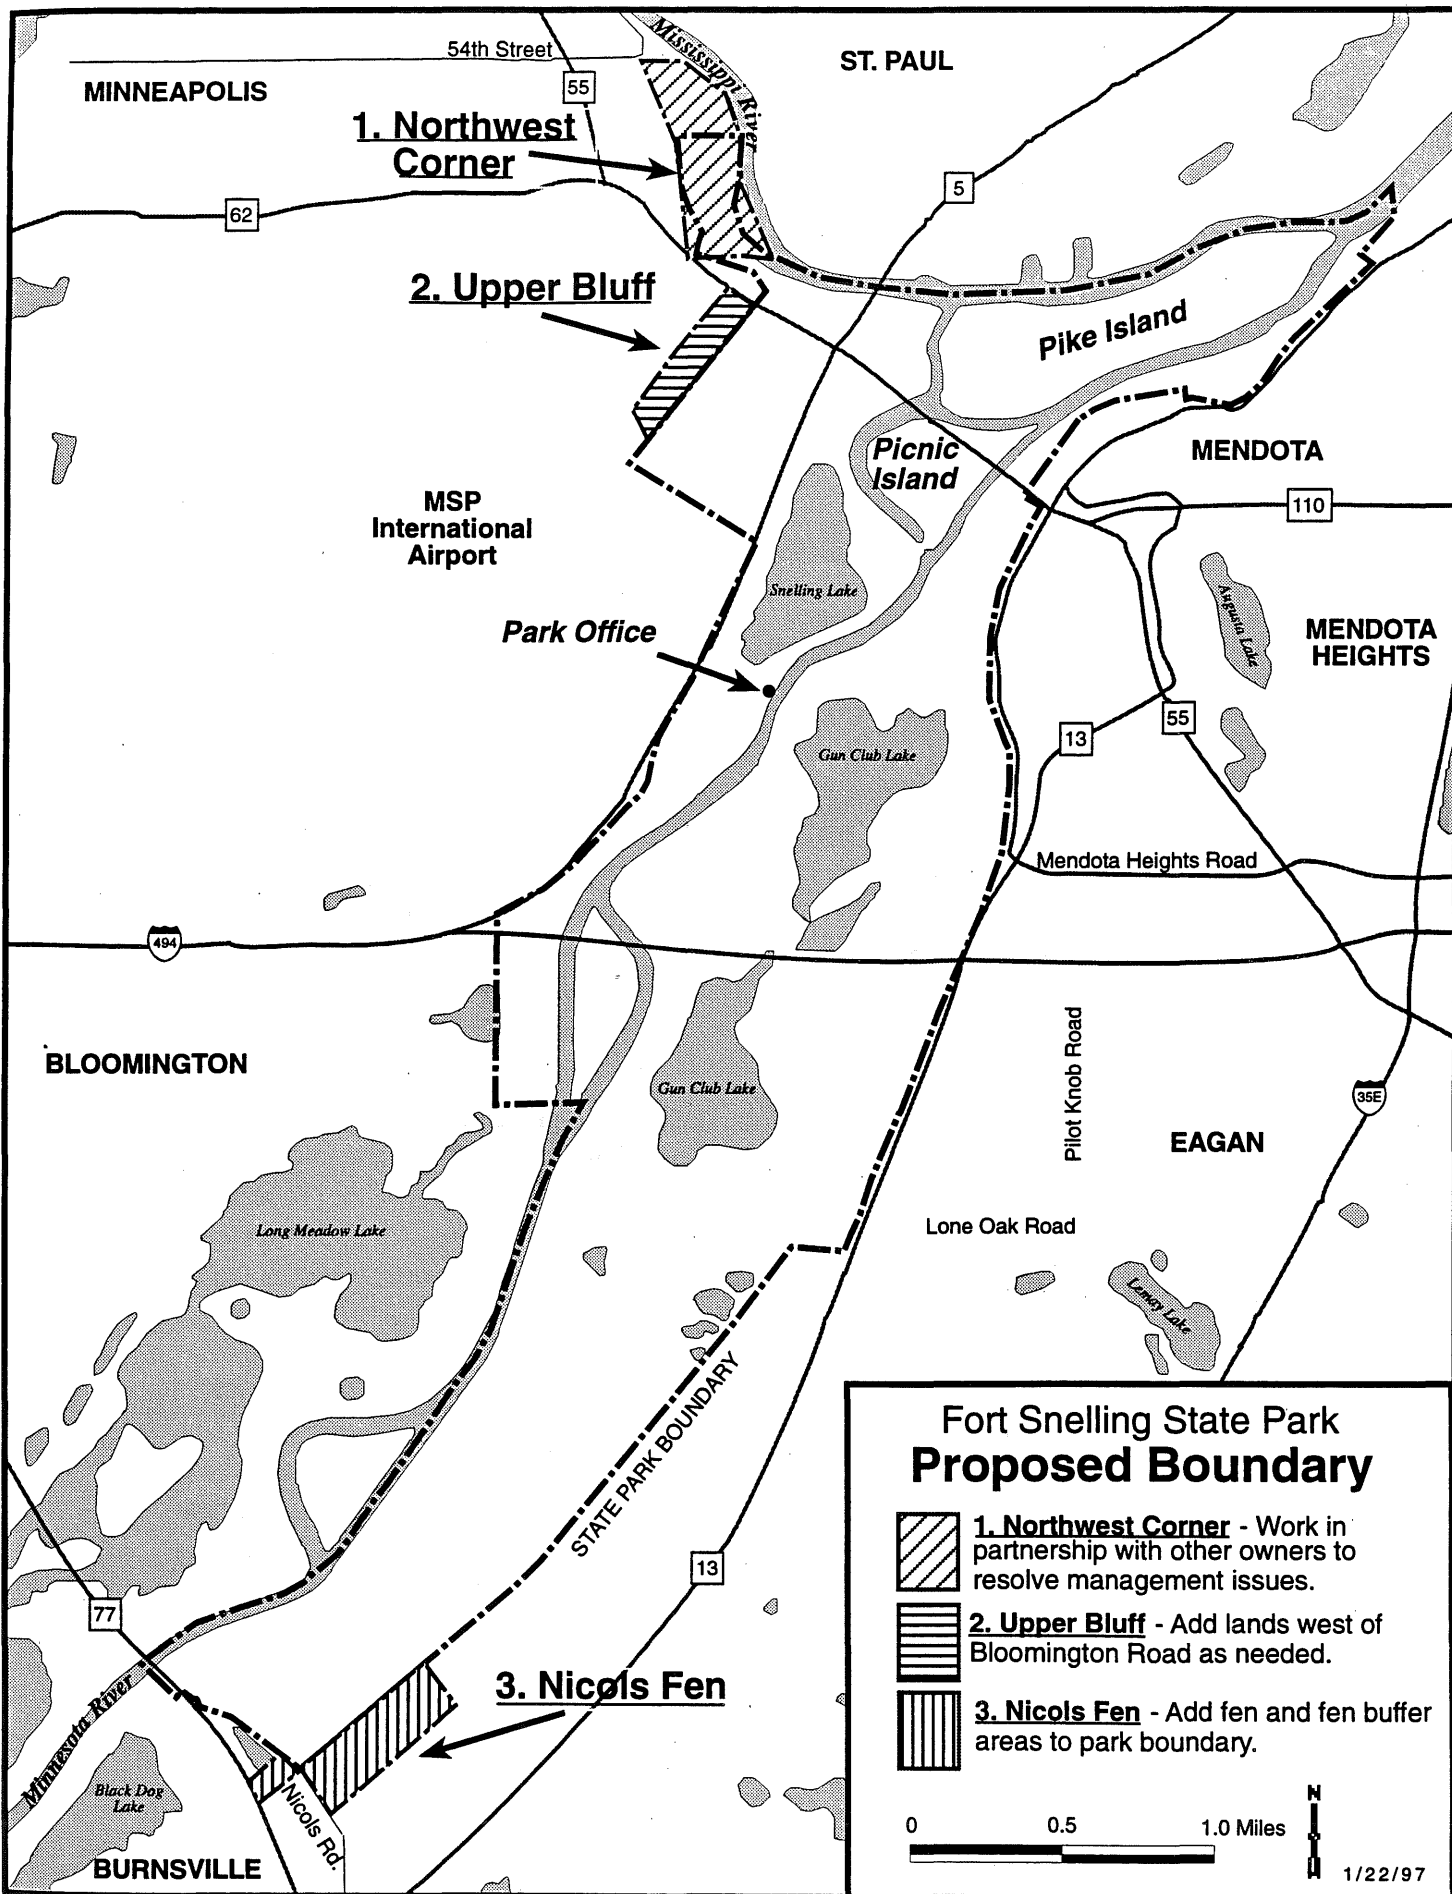 54th Street
Mississippi River
ST. PAUL
MINNEAPOLIS
55
1. Northwest
Corner
5
62
2. Upper Bluff
Pike Island
Picnic
Island
MENDOTA
MSP
International
Airport
110
Snelling Lake
Augusta Lake
Park Office
MENDOTA
HEIGHTS
55
13
Gun Club Lake
Mendota Heights Road
494
Pilot Knob Road
BLOOMINGTON
Gun Club Lake
35E
EAGAN
Long Meadow Lake
Lone Oak Road
Lemay Lake
STATE PARK BOUNDARY
13
77
3. Nicols Fen
Minnesota River
Black Dog
Lake
Nicols Rd.
BURNSVILLE
Fort Snelling State Park
Proposed Boundary
1. Northwest Corner - Work in
partnership with other owners to
resolve management issues.
2. Upper Bluff - Add lands west of
Bloomington Road as needed.
3. Nicols Fen - Add fen and fen buffer
areas to park boundary.
0 0.5 1.0 Miles
N
1/22/97